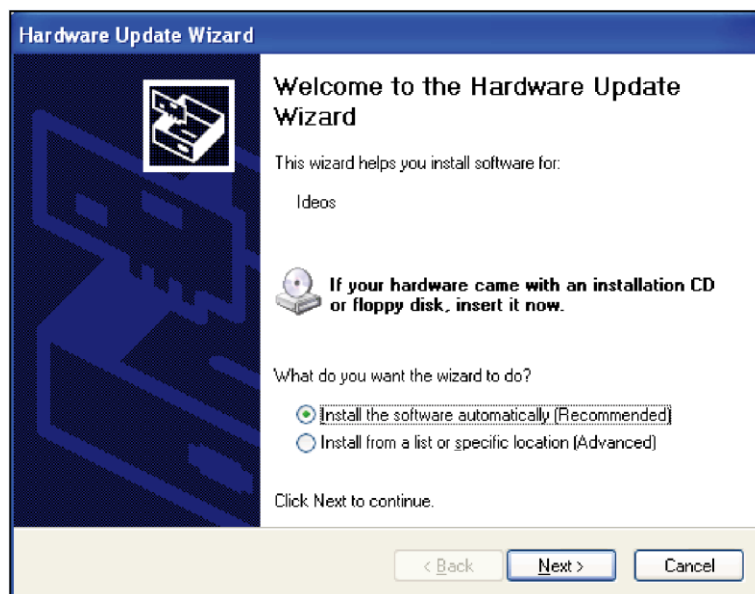 Hardware Update Wizard
Welcome to the Hardware Update
Wizard
This wizard helps you install software for:
Ideos
If your hardware came with an installation CD
or floppy disk, insert it now.
What do you want the wizard to do?
Install the software automatically (Recommended)
Install from a list or specific location (Advanced)
Click Next to continue.
< Back
Next >
Cancel